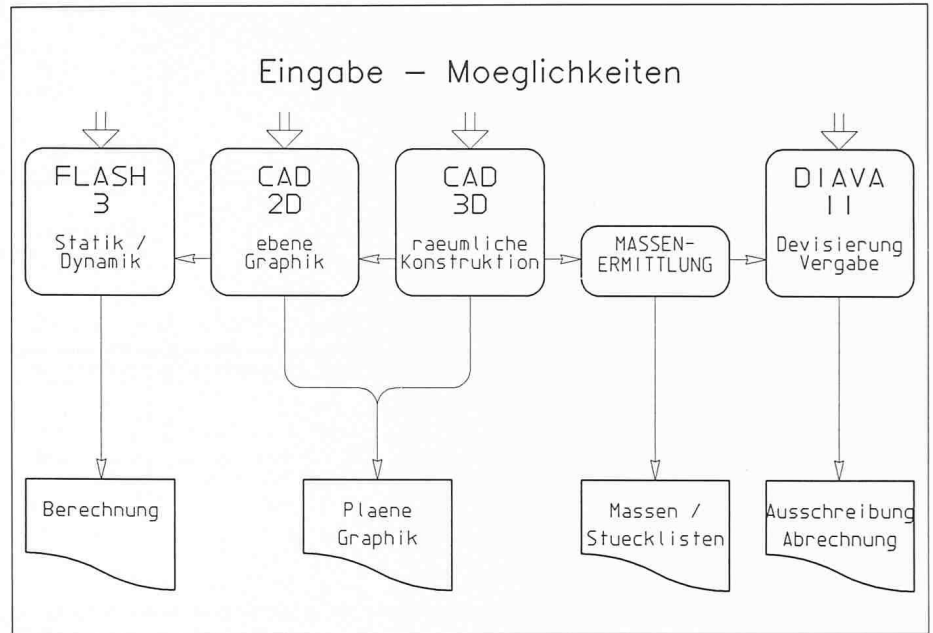 Eingabe – Moeglichkeiten
FLASH
3
Statik /
Dynamik
CAD
2D
ebene
Graphik
CAD
3D
raeumliche
Konstruktion
MASSEN-
ERMITTLUNG
DIAVA
II
Devisierung
Vergabe
Berechnung
Plaene
Graphik
Massen /
Stuecklisten
Ausschreibung
Abrechnung